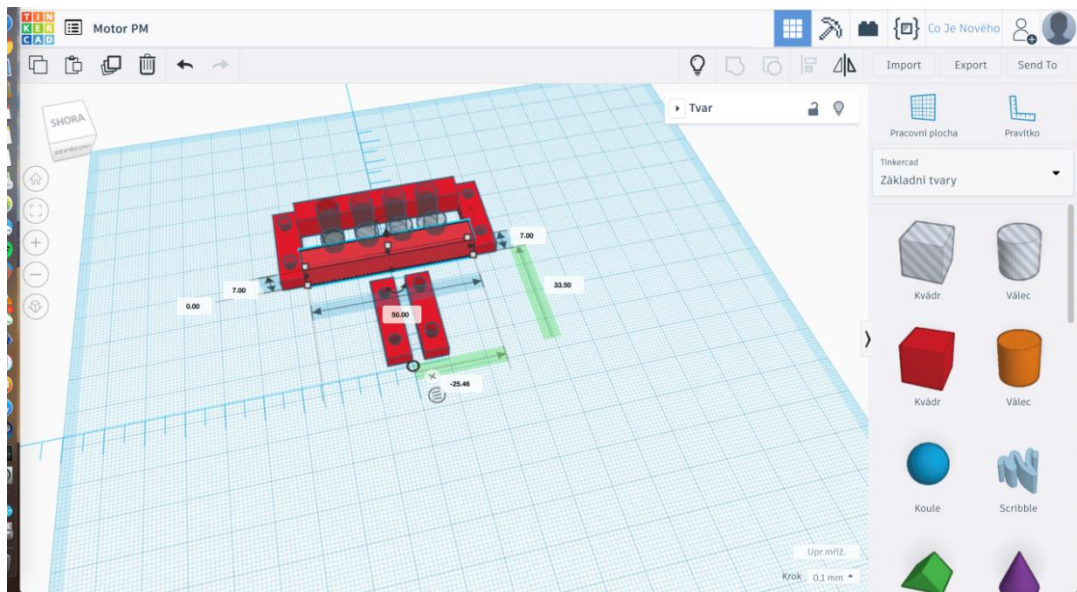 TIN
KER
CAD
Motor PM
Co Je Nového
Import
Export
Send To
SHORA
Tvar
Pracovní plocha
Pravítko
Tinkercad
Základní tvary
7.00
7.00
0.00
33.50
50.00
-25.46
Kvádr
Válec
Kvádr
Válec
Koule
Scribble
Upr.mříž.
Krok
0,1 mm